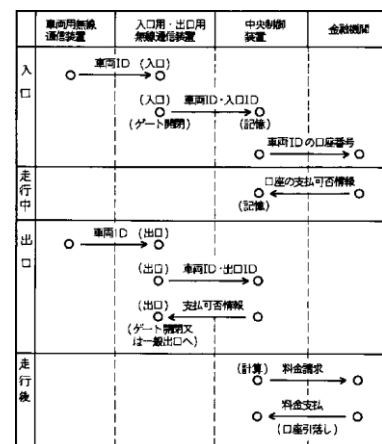 車両用無線
通信装置
入口用・出口用
無線通信装置
中央制御
装置
金融機関
入口
車両ID (入口)
(入口) 車両ID・入口ID
(ゲート開閉) (記憶)
車両IDの口座番号
走行中
口座の支払可否情報
(記憶)
出口
車両ID (出口)
(出口) 車両ID・出口ID
(出口) 支払可否情報
(ゲート開閉又
は一般出口へ)
走行後
(計算) 料金請求
料金支払
(口座引落し)